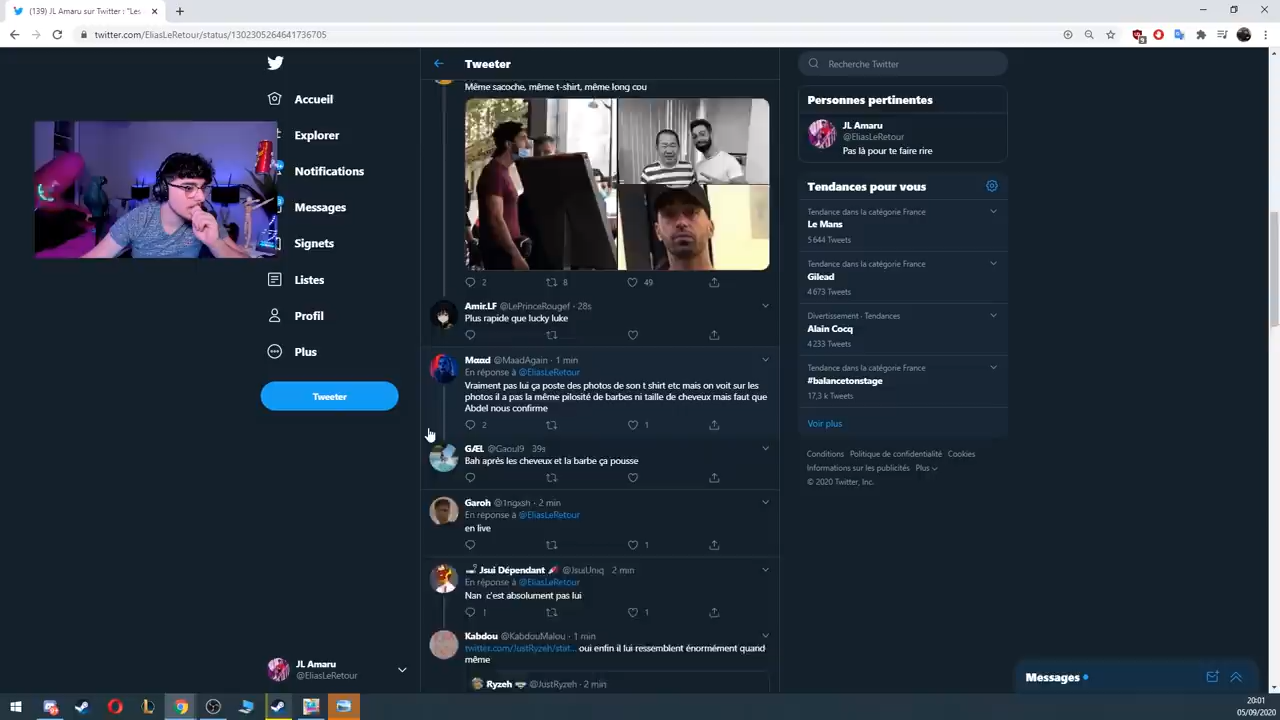 (139) JL Amaru sur Twitter : "Les
twitter.com/EliasLeRetour/status/1302305264641736705
Accueil
Explorer
Notifications
Messages
Signets
Listes
Profil
Plus
Tweeter
JL Amaru
@EliasLeRetour
Tweeter
Même sacoche, même t-shirt, même long cou
2 8 49
Amir.LF @LePrinceRougef · 28s
Plus rapide que lucky luke
Maad @MaadAgain · 1 min
En réponse à @EliasLeRetour
Vraiment pas lui ça poste des photos de son t shirt etc mais on voit sur les
photos il a pas la même pilosité de barbes ni taille de cheveux mais faut que
Abdel nous confirme
2 1
GÆL @Gaoul9 · 39s
Bah après les cheveux et la barbe ça pousse
Garoh @1ngxsh · 2 min
En réponse à @EliasLeRetour
en live
1
Jsui Dépendant @JsuiUniq · 2 min
En réponse à @EliasLeRetour
Nan c'est absolument pas lui
1 1
Kabdou @KabdouMalou · 1 min
twitter.com/JustRyzeh/stat... oui enfin il lui ressemblent énormément quand
même
Ryzeh @JustRyzeh · 2 min
Recherche Twitter
Personnes pertinentes
JL Amaru
@EliasLeRetour
Pas là pour te faire rire
Tendances pour vous
Tendance dans la catégorie France
Le Mans
5 644 Tweets
Tendance dans la catégorie France
Gilead
4 673 Tweets
Divertissement · Tendances
Alain Cocq
4 233 Tweets
Tendance dans la catégorie France
#balancetonstage
17,3 k Tweets
Voir plus
Conditions Politique de confidentialité Cookies
Informations sur les publicités Plus
© 2020 Twitter, Inc.
Messages
20:01
05/09/2020